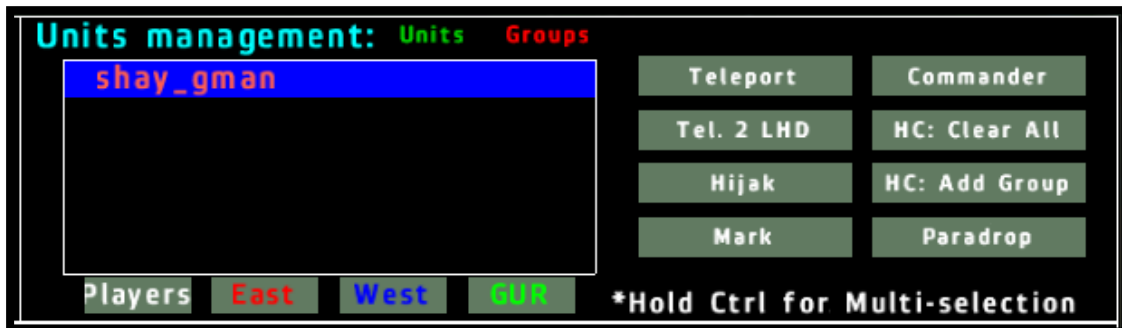 Units management: Units Groups
shay_gman
Teleport Commander
Tel. 2 LHD HC: Clear All
Hijak HC: Add Group
Mark Paradrop
Players East West GUR
*Hold Ctrl for Multi-selection